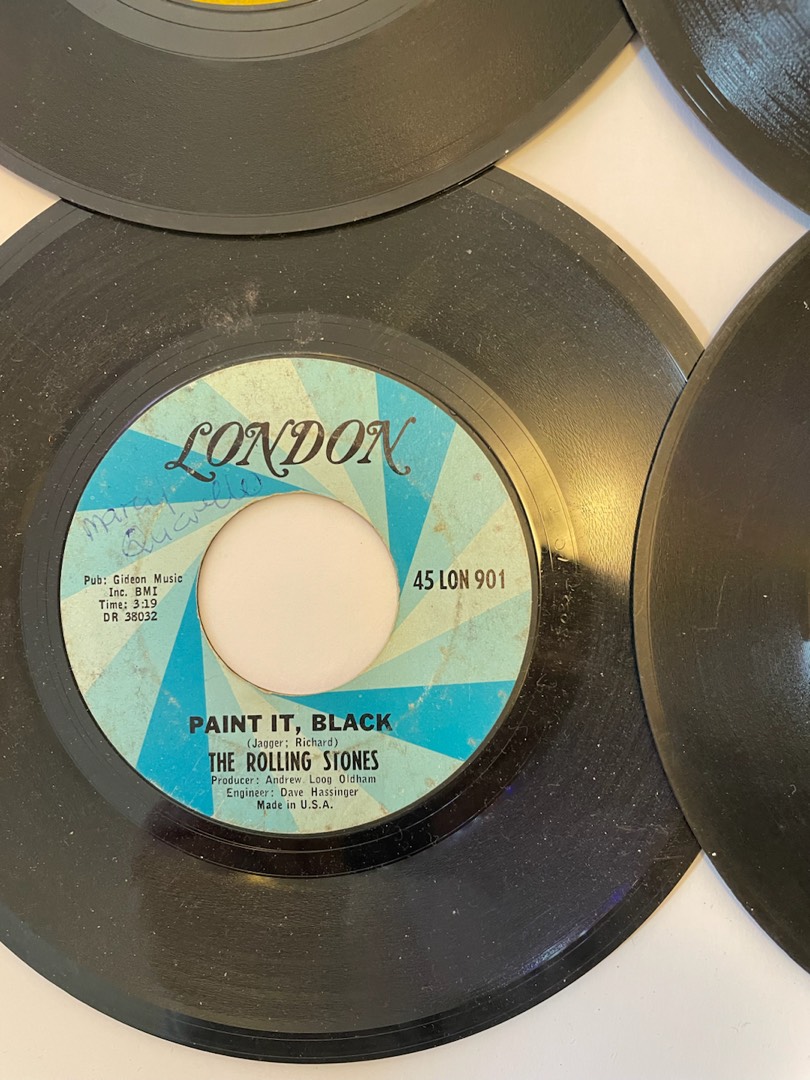 LONDON
Marcy
Pub: Gideon Music
Inc. BMI
Time: 3:19
DR 38032
45 LON 901
PAINT IT, BLACK
(Jagger; Richard)
THE ROLLING STONES
Producer: Andrew Loog Oldham
Engineer: Dave Hassinger
Made in U.S.A.